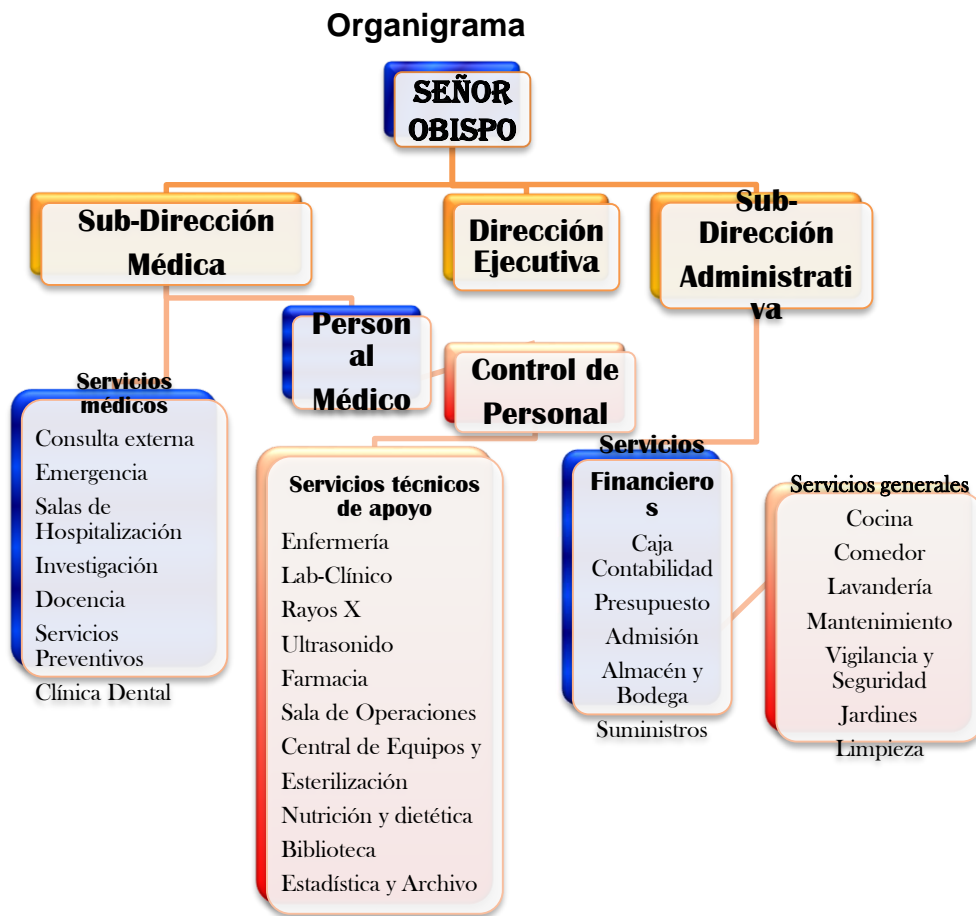 Organigrama
SEÑOR
OBISPO
Sub-Dirección
Médica
Dirección
Ejecutiva
Sub-
Dirección
Administrati
va
Person
al
Médico
Control de
Personal
Servicios
médicos
Consulta externa
Emergencia
Salas de
Hospitalización
Investigación
Docencia
Servicios
Preventivos
Clínica Dental
Servicios técnicos
de apoyo
Enfermería
Lab-Clínico
Rayos X
Ultrasonido
Farmacia
Sala de Operaciones
Central de Equipos y
Esterilización
Nutrición y dietética
Biblioteca
Estadística y Archivo
Servicios
Financiero
s
Caja
Contabilidad
Presupuesto
Admisión
Almacén y
Bodega
Suministros
Servicios generales
Cocina
Comedor
Lavandería
Mantenimiento
Vigilancia y
Seguridad
Jardines
Limpieza